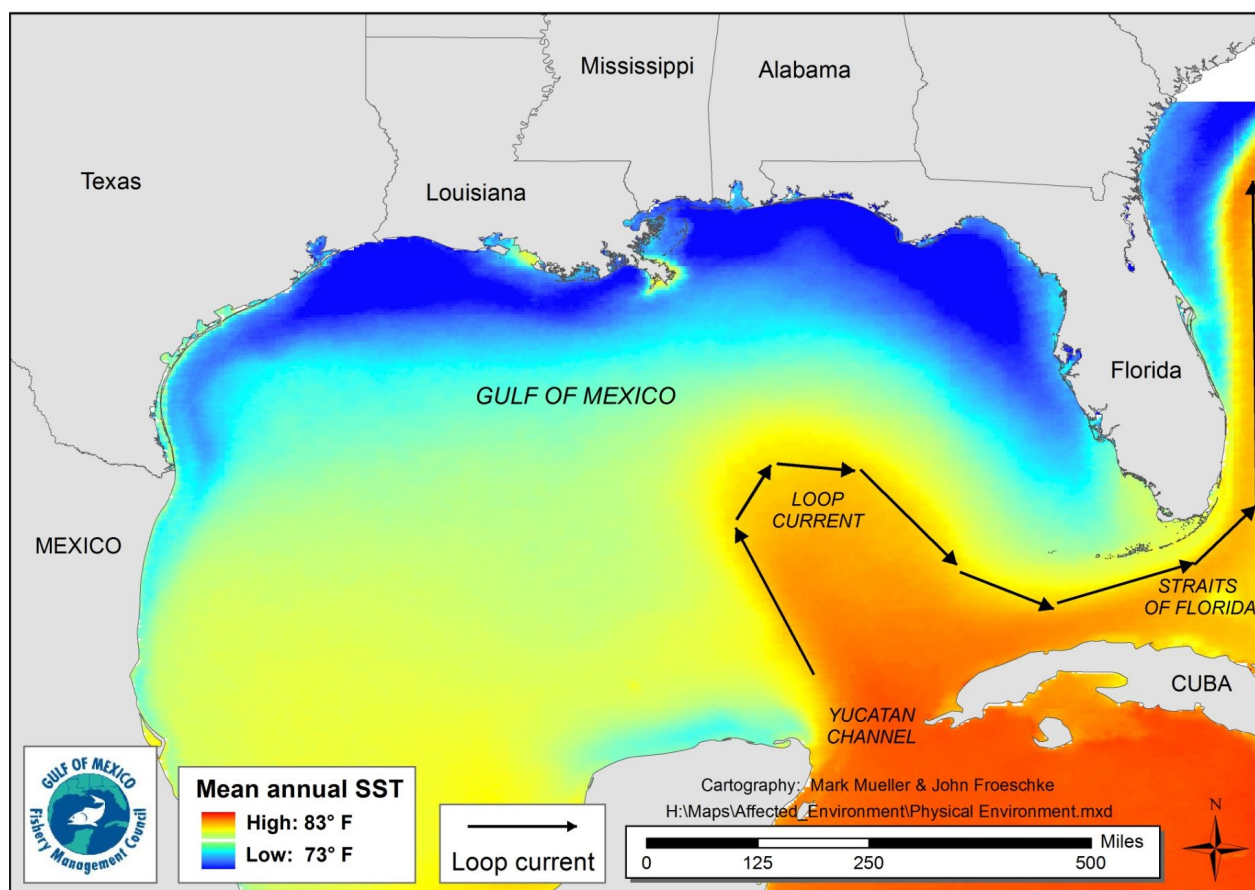 Mississippi
Alabama
Texas
Louisiana
Florida
GULF OF MEXICO
LOOP
CURRENT
MEXICO
STRAITS
OF FLORIDA
CUBA
YUCATAN
CHANNEL
GULF OF MEXICO
Fishery Management Council
Mean annual SST
High: 83° F
Low: 73° F
Loop current
Cartography: Mark Mueller & John Froeschke
H:\Maps\Affected_Environment\Physical Environment.mxd
Miles
0 125 250 500
N